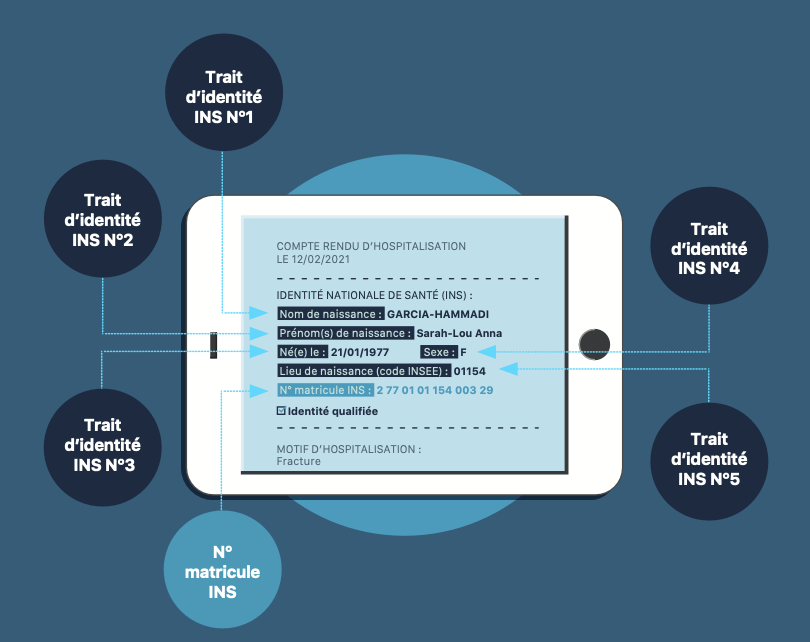 Trait
d'identité
INS N°1
Trait
d'identité
INS N°2
Trait
d'identité
INS N°3
N°
matricule
INS
COMPTE RENDU D'HOSPITALISATION
LE 12/02/2021
IDENTITÉ NATIONALE DE SANTÉ (INS) :
Nom de naissance : GARCIA-HAMMADI
Prénom(s) de naissance : Sarah-Lou Anna
Né(e) le : 21/01/1977 Sexe : F
Lieu de naissance (code INSEE) : 01154
N° matricule INS : 2 77 01 01 154 003 29
Identité qualifiée
MOTIF D'HOSPITALISATION :
Fracture
Trait
d'identité
INS N°4
Trait
d'identité
INS N°5